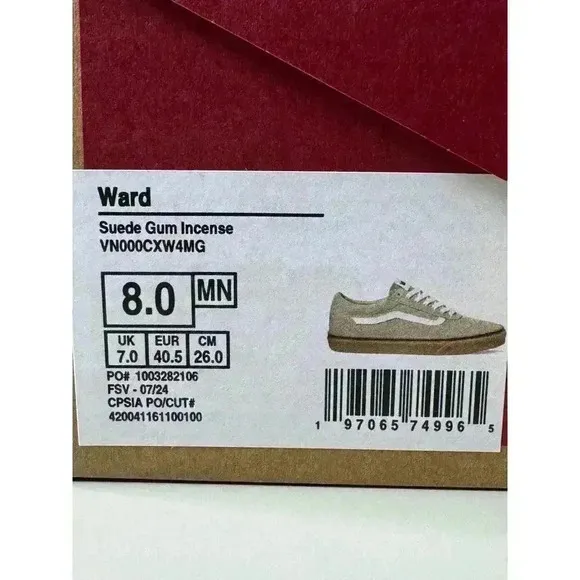 Ward
Suede Gum Incense
VN000CXW4MG
8.0 MN
UK EUR CM
7.0 40.5 26.0
PO# 1003282106
FSV - 07/24
CPSIA PO/CUT#
420041161100100
1 97065 74996 5